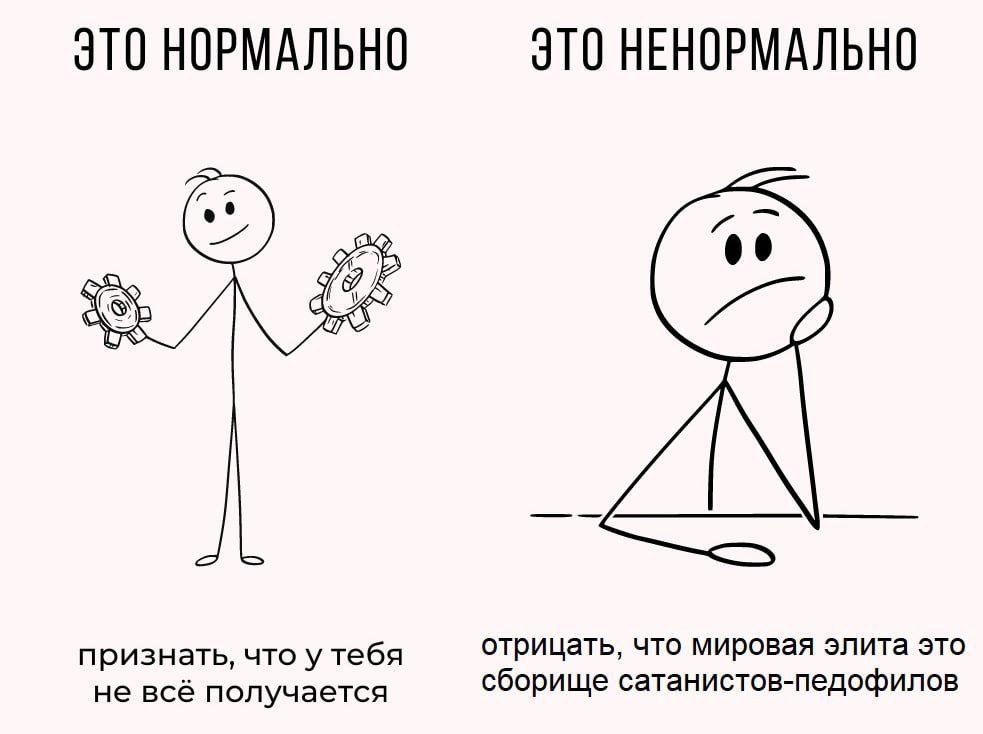 ЭТО НОРМАЛЬНО
ЭТО НЕНОРМАЛЬНО
признать, что у тебя
не всё получается
отрицать, что мировая элита это
сборище сатанистов-педофилов